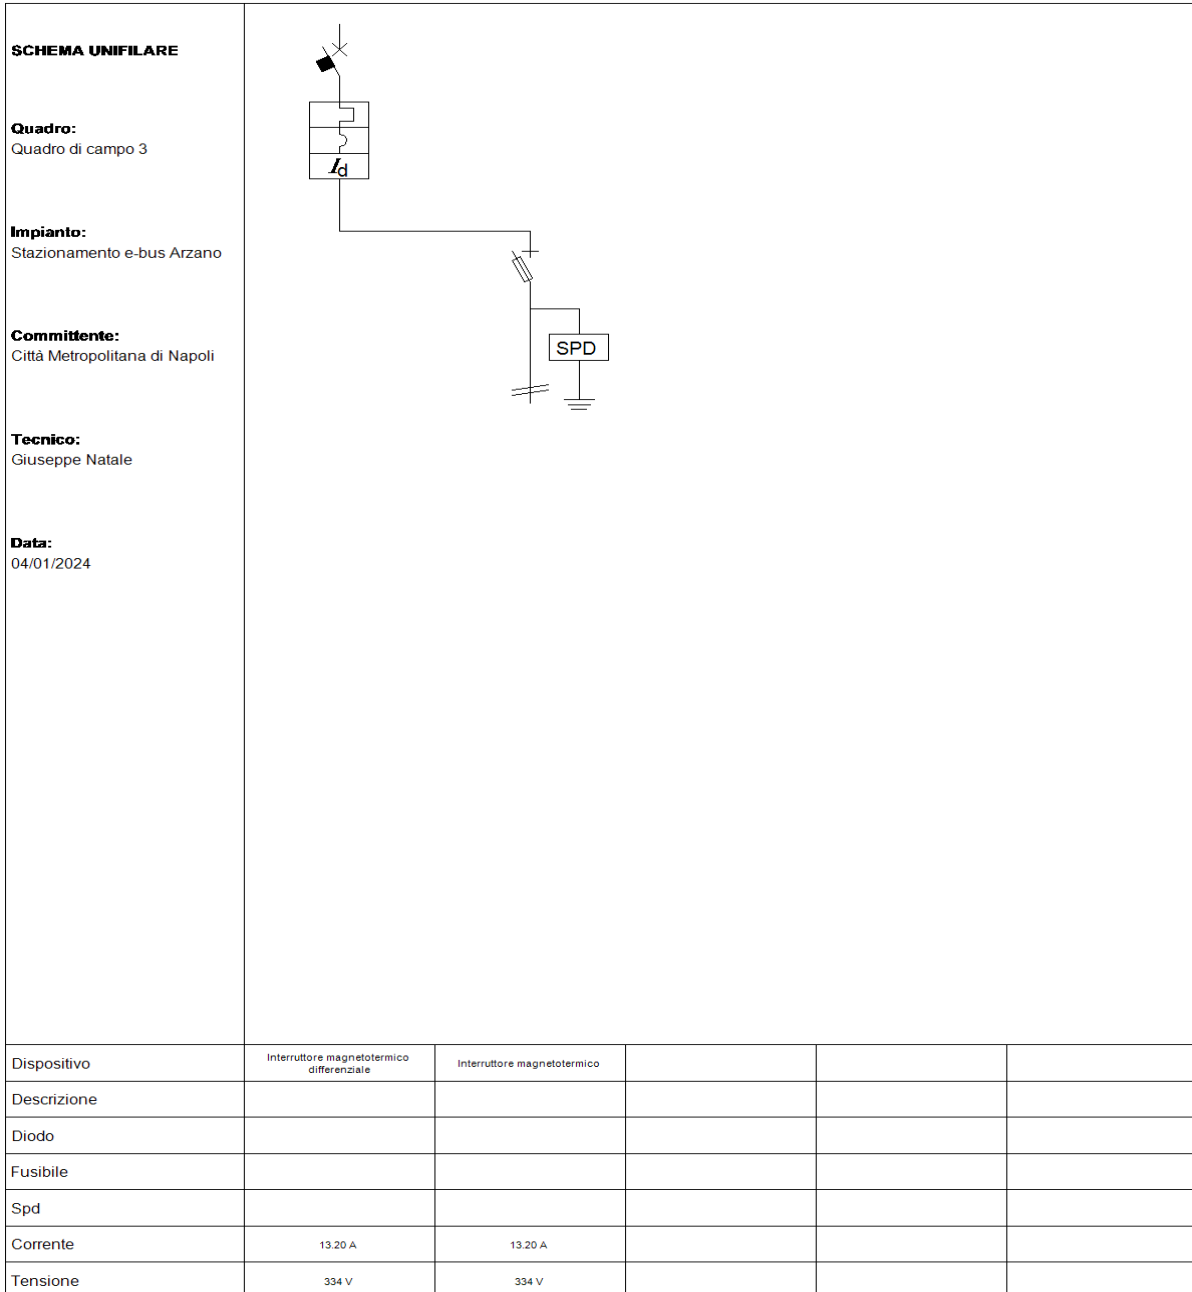 SCHEMA UNIFILARE
Quadro:
Quadro di campo 3
Impianto:
Stazionamento e-bus Arzano
Committente:
Città Metropolitana di Napoli
Tecnico:
Giuseppe Natale
Data:
04/01/2024
Id
SPD
Dispositivo
Interruttore magnetotermico
differenziale
Interruttore magnetotermico
Descrizione
Diodo
Fusibile
Spd
Corrente 13.20 A 13.20 A
Tensione 334 V 334 V